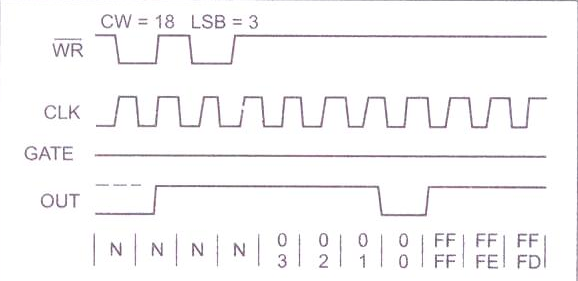 CW = 18 LSB = 3
WR
CLK
GATE
OUT
N N N N 0 0 0 0 FF FF FF
3 2 1 0 FF FE FD